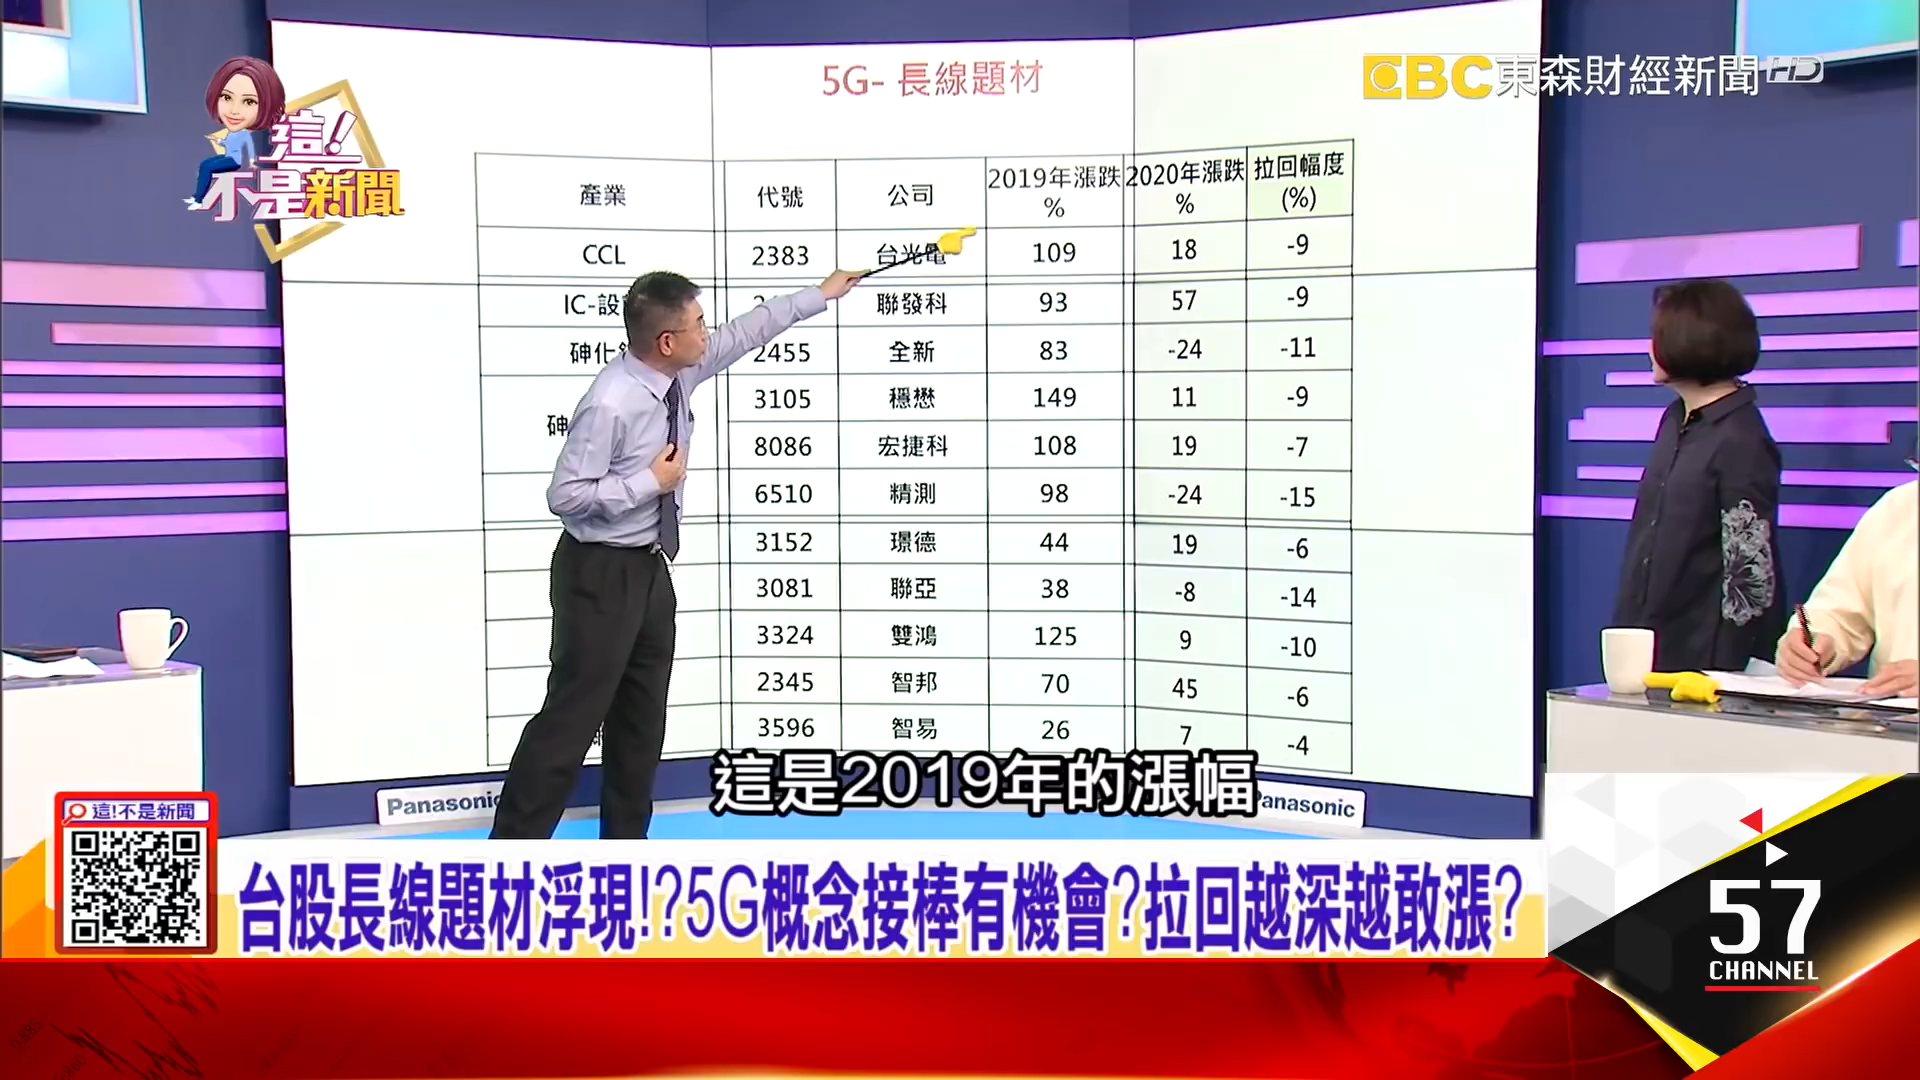 5G- 長線題材
EBC東森財經新聞HD
這!
不是新聞
產業 代號 公司 2019年漲跌% 2020年漲跌% 拉回幅度(%)
CCL 2383 台光電 109 18 -9
IC-設 聯發科 93 57 -9
砷化 2455 全新 83 -24 -11
砷 3105 穩懋 149 11 -9
8086 宏捷科 108 19 -7
6510 精測 98 -24 -15
3152 璟德 44 19 -6
3081 聯亞 38 -8 -14
3324 雙鴻 125 9 -10
2345 智邦 70 45 -6
3596 智易 26 7 -4
Panasonic
這是2019年的漲幅
Panasonic
這!不是新聞
台股長線題材浮現!?5G概念接棒有機會?拉回越深越敢漲?
57
CHANNEL